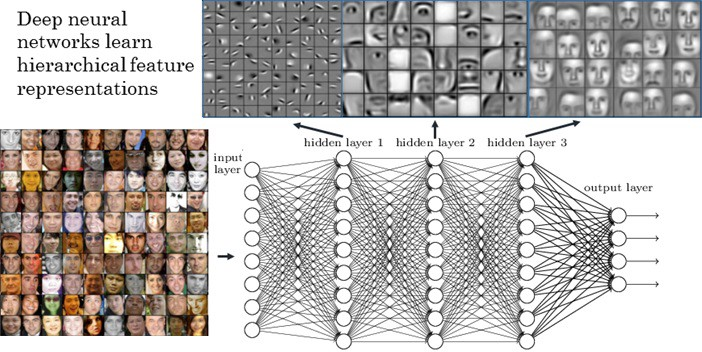 Deep neural
networks learn
hierarchical feature
representations
hidden layer 1 hidden layer 2 hidden layer 3
input
layer
output layer